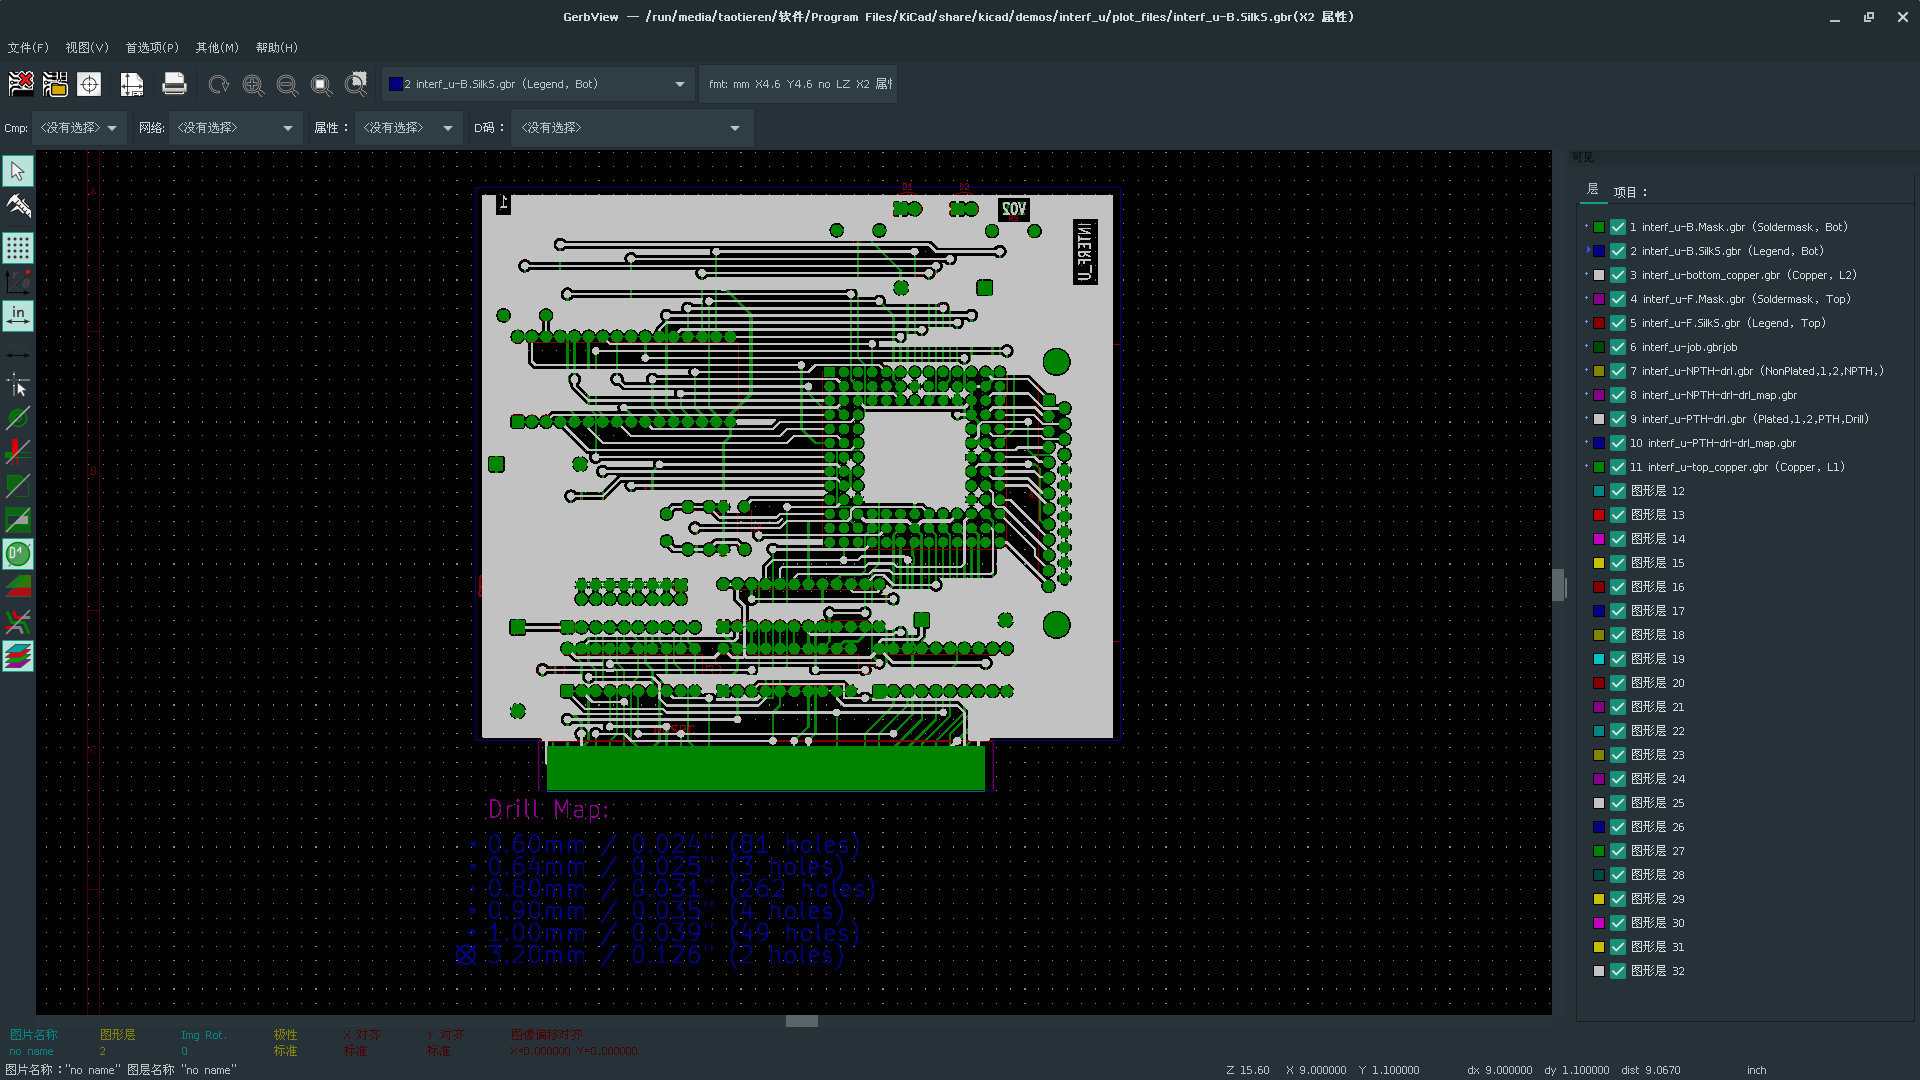 GerbView — /run/media/taotieren/软件/Program Files/KiCad/share/kicad/demos/interf_u/plot_files/interf_u-B.SilkS.gbr(X2 属性)
文件(F) 视图(V) 首选项(P) 其他(M) 帮助(H)
2 interf_u-B.SilkS.gbr (Legend, Bot) fmt: mm X4.6 Y4.6 no LZ X2 属性
Cmp: <没有选择> 网络: <没有选择> 属性: <没有选择> D码: <没有选择>
in
可见
层 项目:
1 interf_u-B.Mask.gbr (Soldermask, Bot)
2 interf_u-B.SilkS.gbr (Legend, Bot)
3 interf_u-bottom_copper.gbr (Copper, L2)
4 interf_u-F.Mask.gbr (Soldermask, Top)
5 interf_u-F.SilkS.gbr (Legend, Top)
6 interf_u-job.gbrjob
7 interf_u-NPTH-drl.gbr (NonPlated,1,2,NPTH,)
8 interf_u-NPTH-drl-drl_map.gbr
9 interf_u-PTH-drl.gbr (Plated,1,2,PTH,Drill)
10 interf_u-PTH-drl-drl_map.gbr
11 interf_u-top_copper.gbr (Copper, L1)
图形层 12
图形层 13
图形层 14
图形层 15
图形层 16
图形层 17
图形层 18
图形层 19
图形层 20
图形层 21
图形层 22
图形层 23
图形层 24
图形层 25
图形层 26
图形层 27
图形层 28
图形层 29
图形层 30
图形层 31
图形层 32
1
V02
INTERF_U
Drill Map:
0.60mm / 0.024" (81 holes)
0.64mm / 0.025" (3 holes)
0.80mm / 0.031" (262 holes)
0.90mm / 0.035" (4 holes)
1.00mm / 0.039" (49 holes)
3.20mm / 0.126" (2 holes)
图片名称 图形层 Img Rot. 极性 X 对齐 Y 对齐 图像偏移对齐
no name 2 0 标准 标准 标准 X=0.000000 Y=0.000000
图片名称:"no name" 图层名称 "no name"
Z 15.60 X 9.000000 Y 1.100000 dx 9.000000 dy 1.100000 dist 9.0670 inch